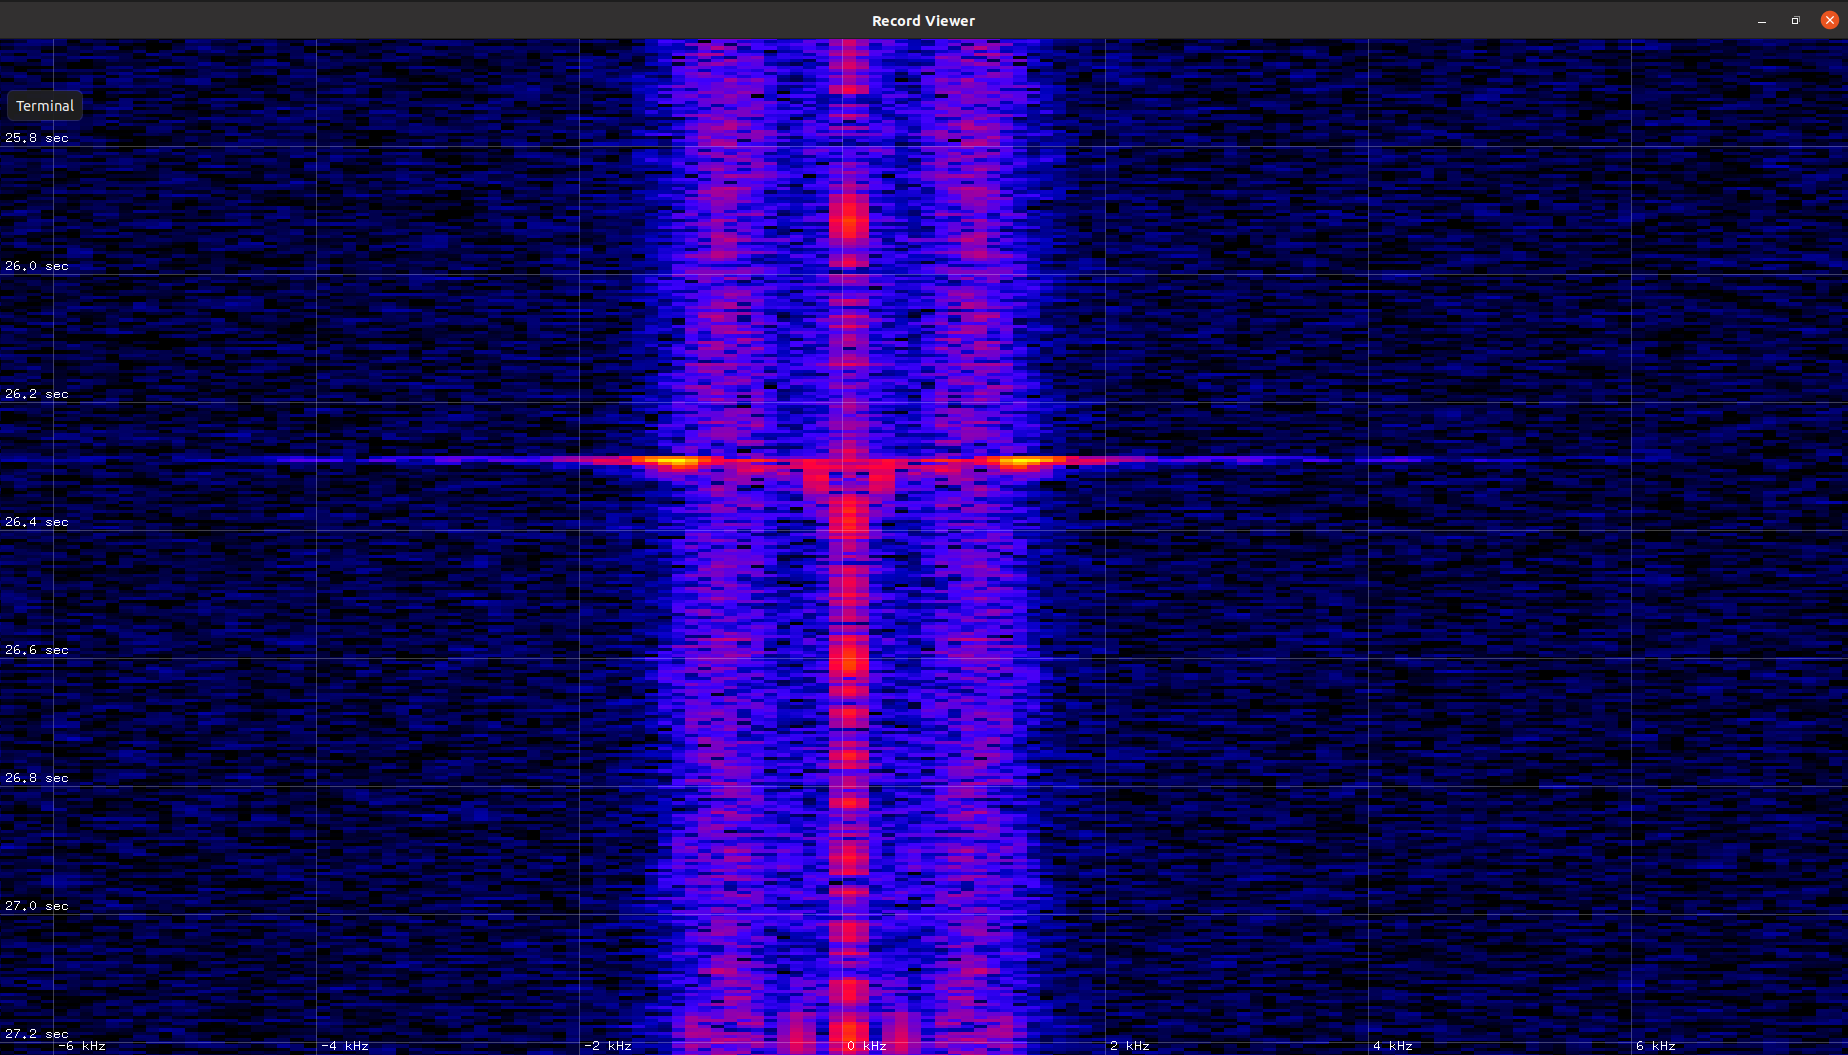 Record Viewer
Terminal
25.8 sec
26.0 sec
26.2 sec
26.4 sec
26.6 sec
26.8 sec
27.0 sec
27.2 sec
-6 kHz
-4 kHz
-2 kHz
0 kHz
2 kHz
4 kHz
6 kHz